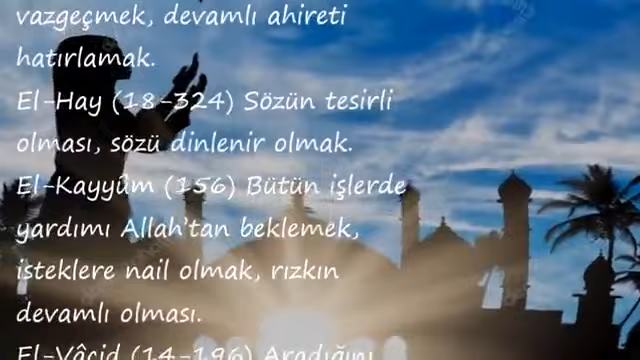 vazgeçmek, devamlı ahireti
hatırlamak.
El-Hay (18-324) Sözün tesirli
olması, sözü dinlenir olmak.
El-Kayyûm (156) Bütün işlerde
yardımı Allah'tan beklemek,
isteklere nail olmak, rızkın
devamlı olması.
El-Vâcid (14-196) Aradığını